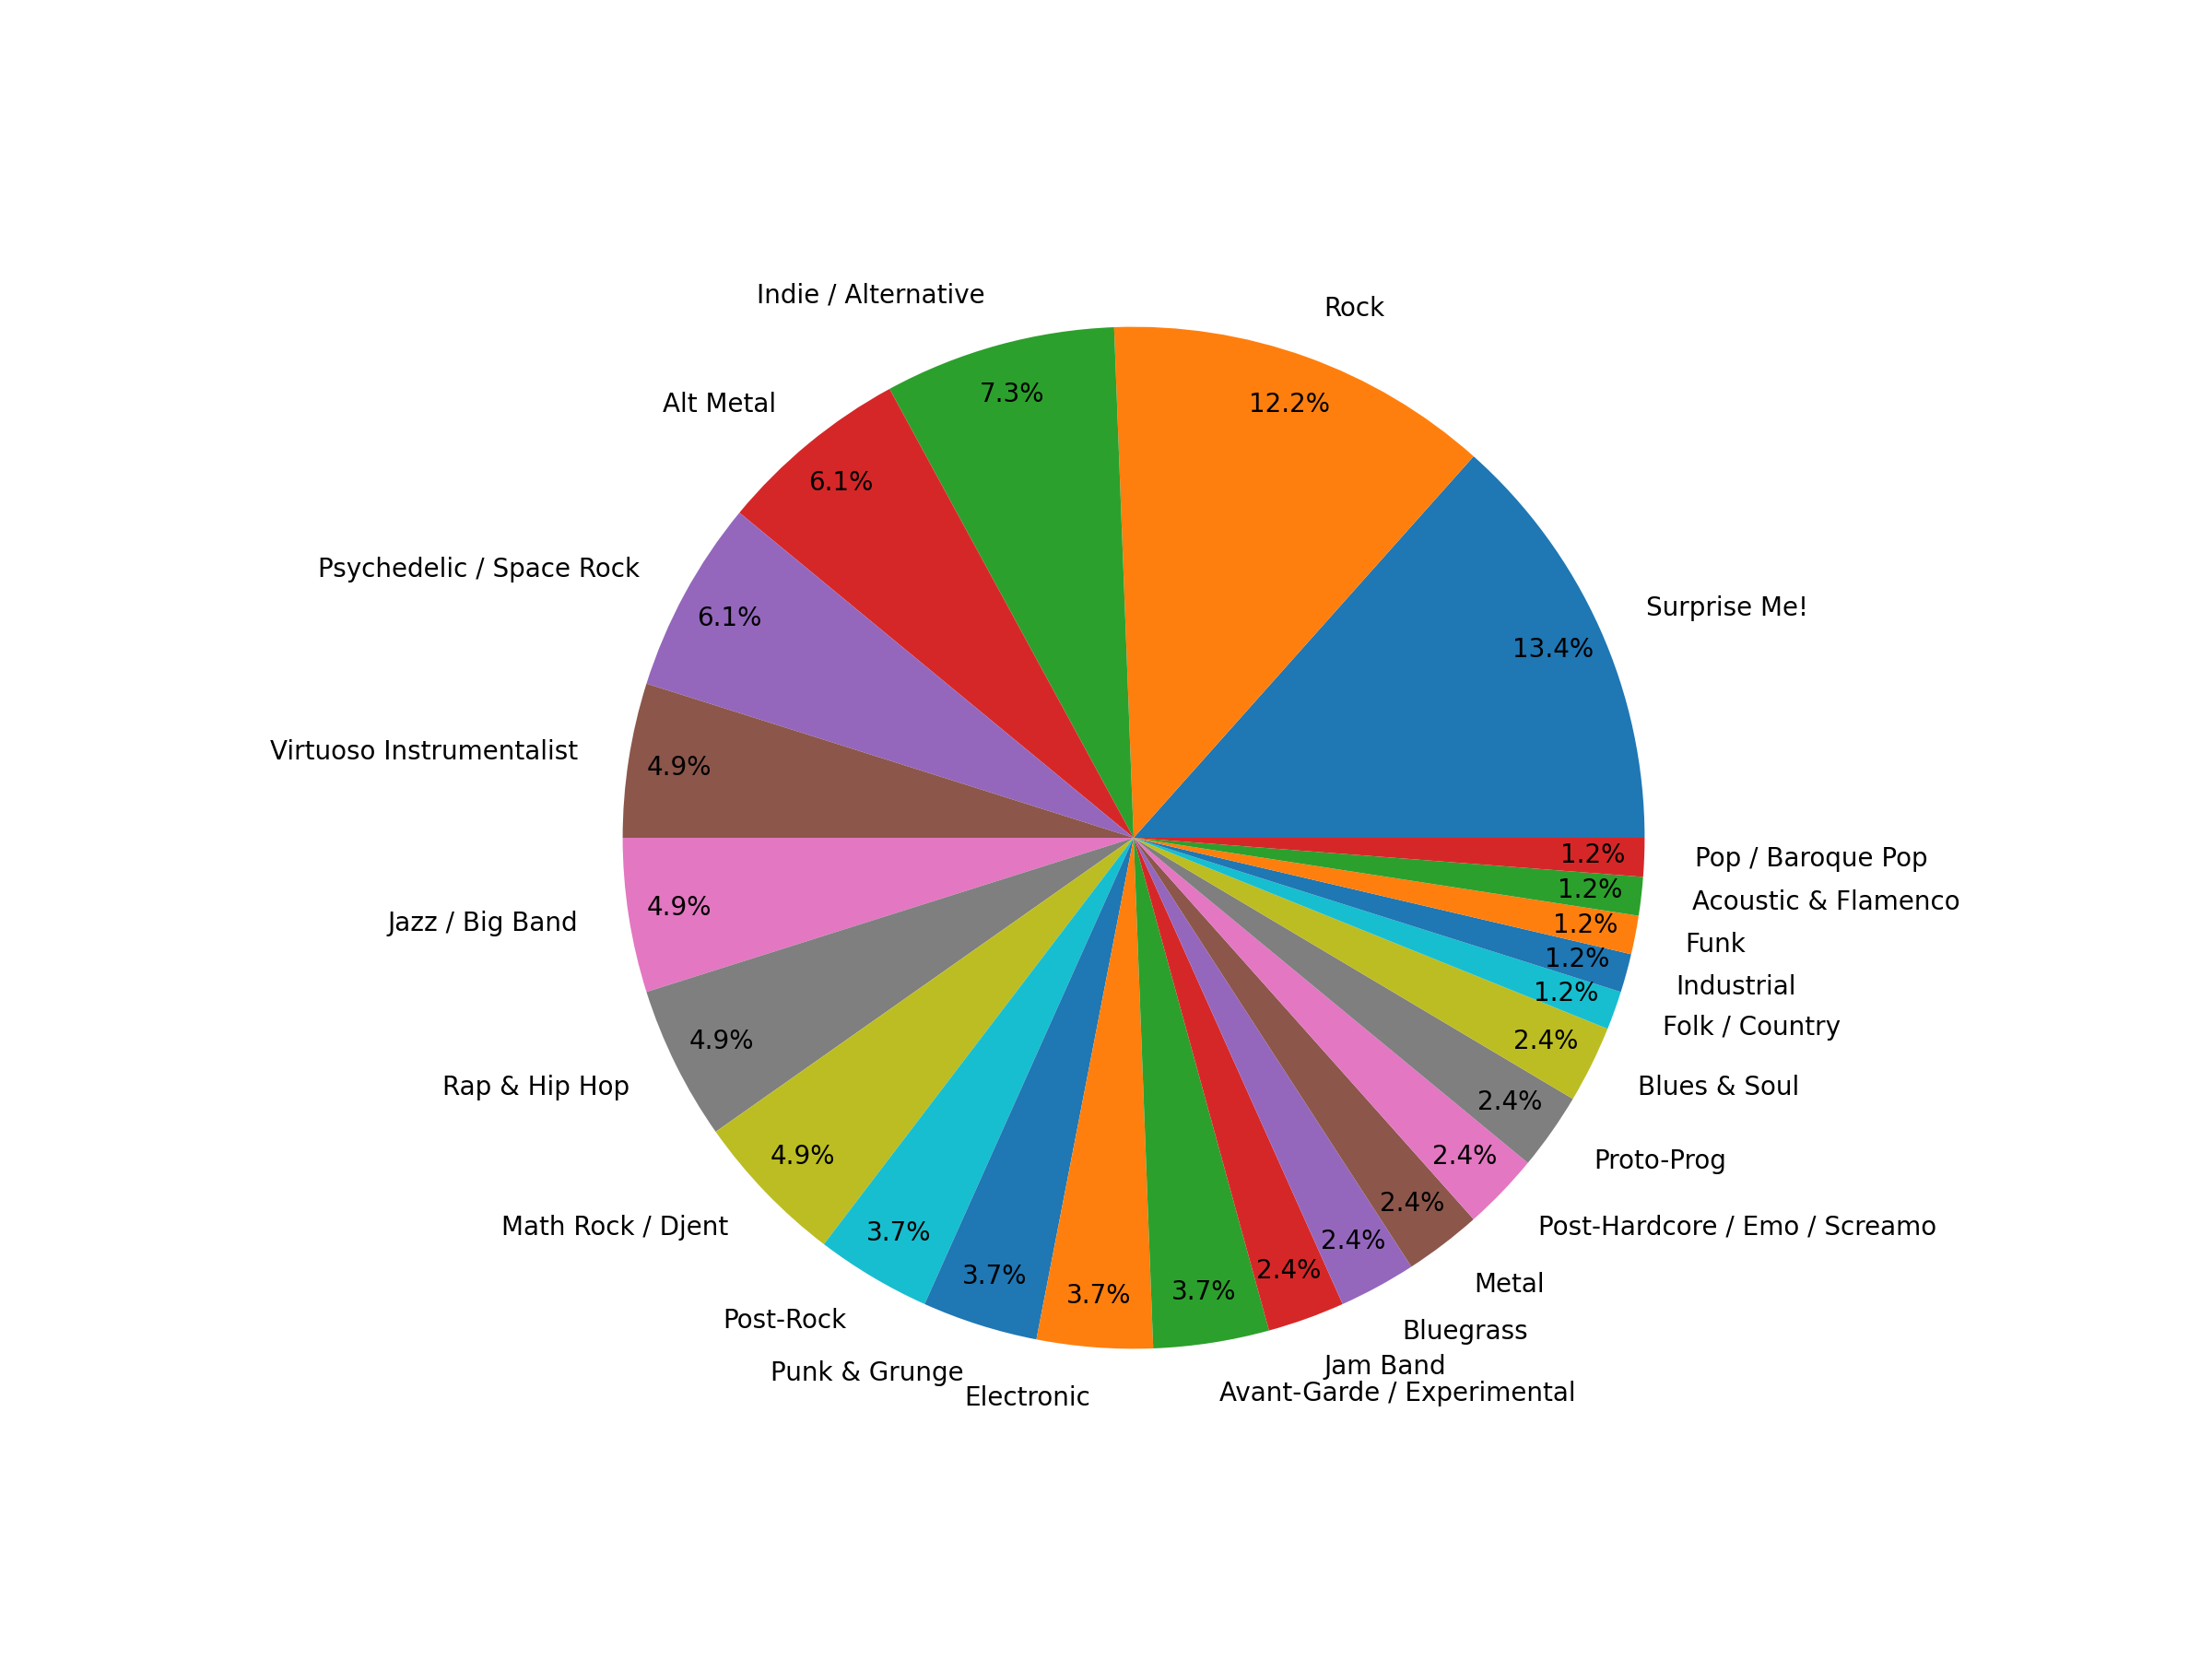 Indie / Alternative
Rock
7.3%
12.2%
Alt Metal
6.1%
Psychedelic / Space Rock
6.1%
Surprise Me!
13.4%
Virtuoso Instrumentalist
4.9%
Jazz / Big Band
4.9%
Rap & Hip Hop
4.9%
Math Rock / Djent
4.9%
Post-Rock
3.7%
Punk & Grunge
3.7%
Electronic
3.7%
Avant-Garde / Experimental
3.7%
Jam Band
2.4%
Bluegrass
2.4%
Metal
2.4%
Post-Hardcore / Emo / Screamo
2.4%
Proto-Prog
2.4%
Blues & Soul
2.4%
Folk / Country
1.2%
Industrial
1.2%
Funk
1.2%
Acoustic & Flamenco
1.2%
Pop / Baroque Pop
1.2%